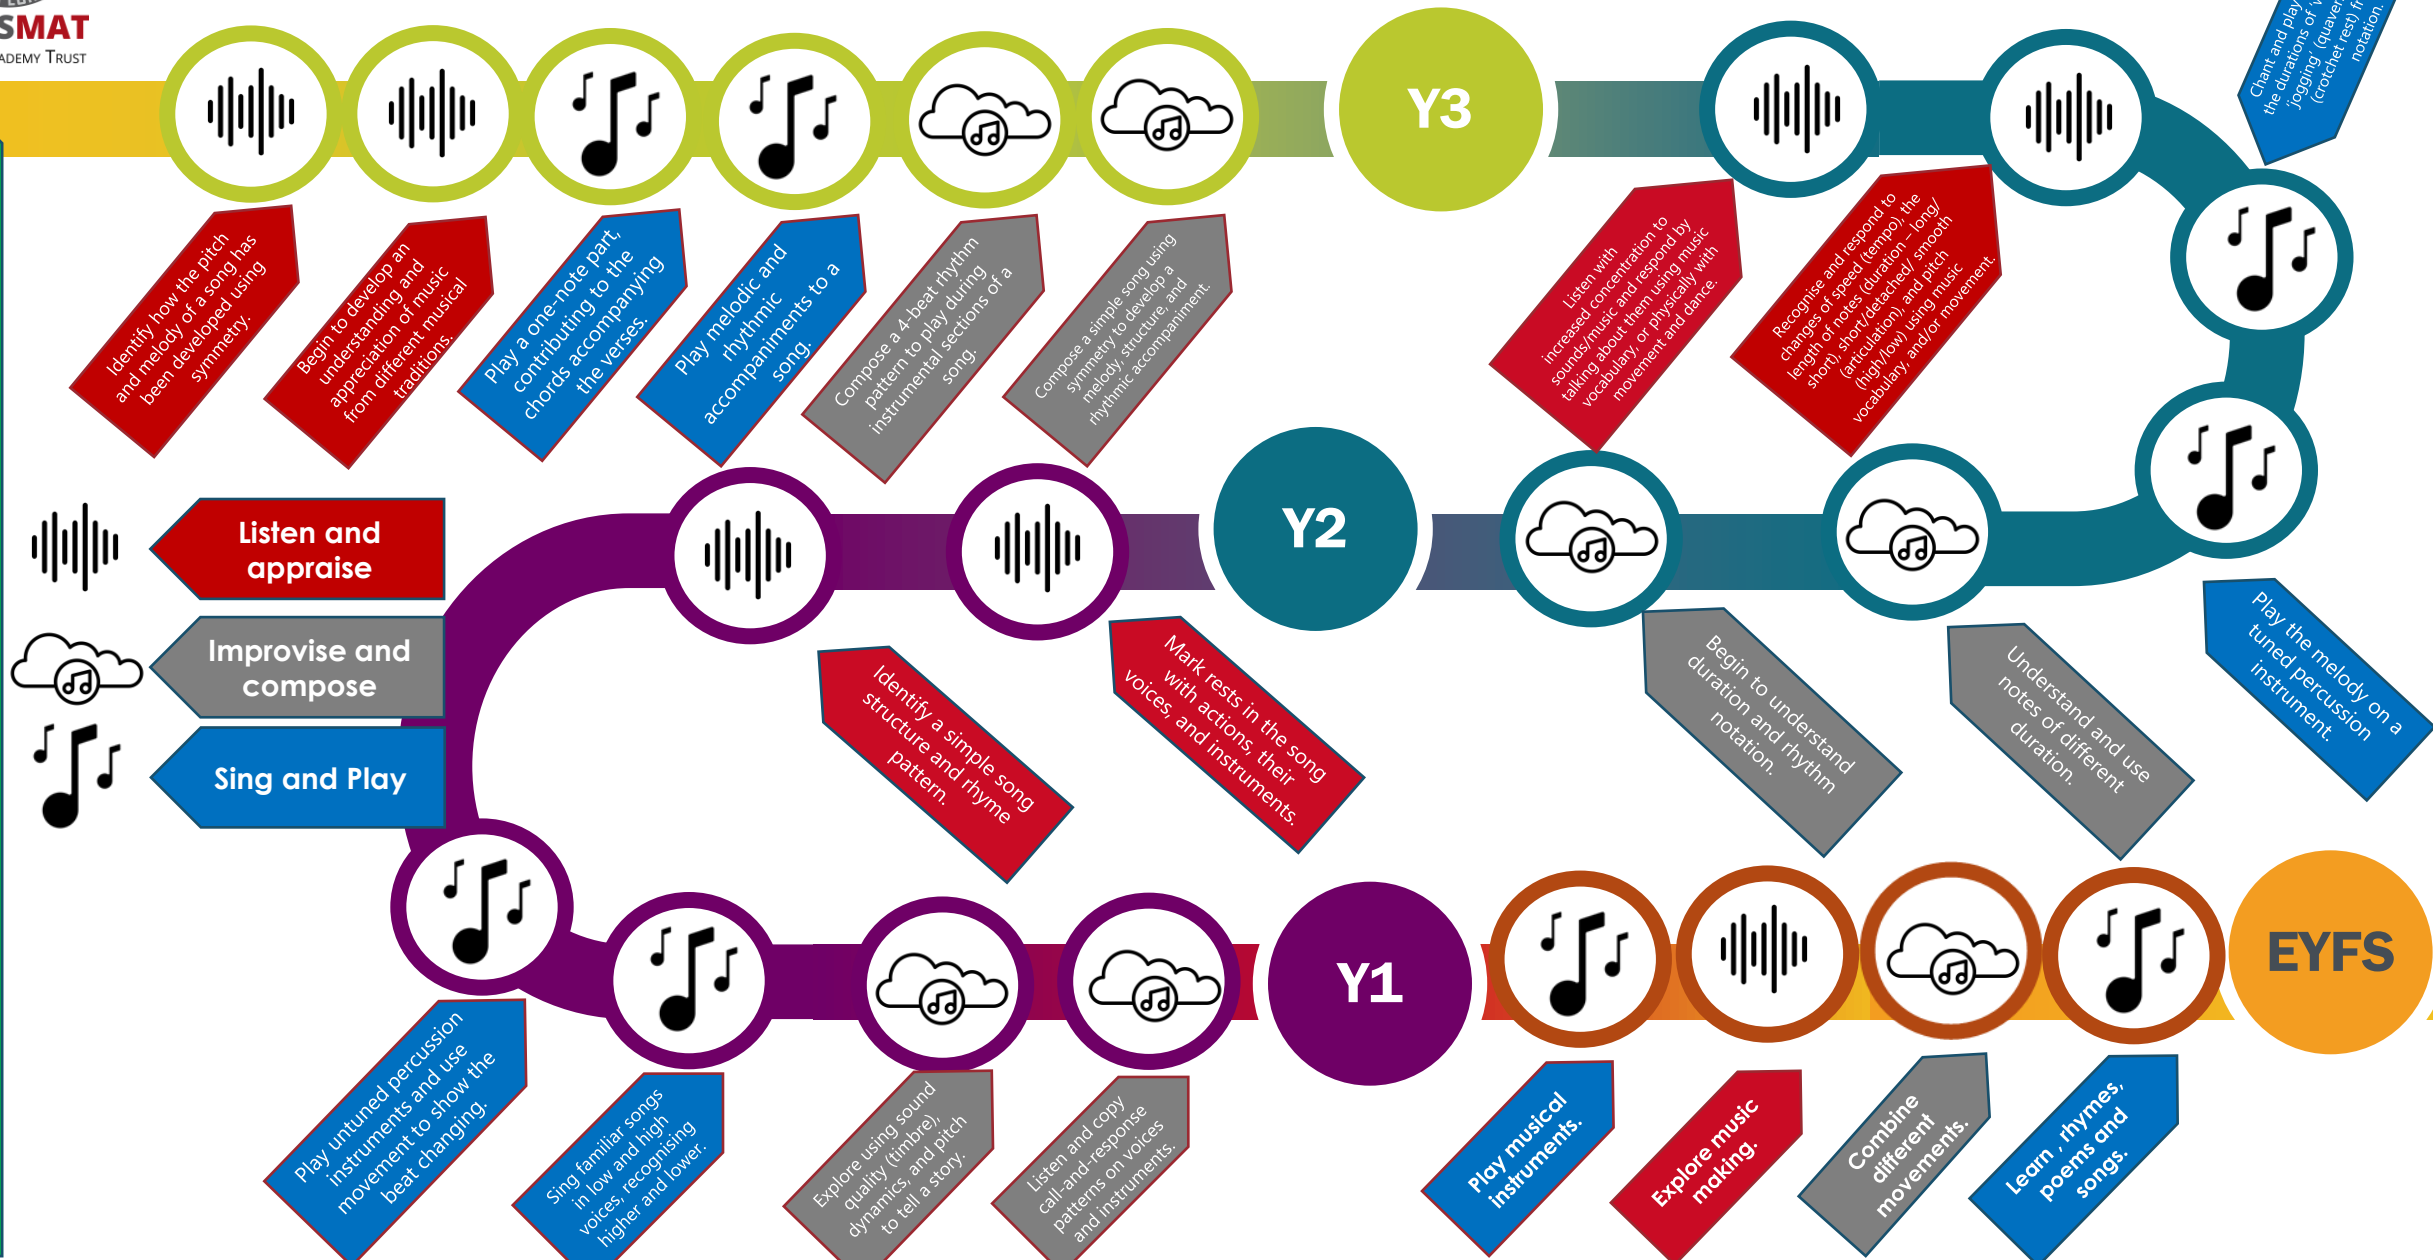 SMAT
ADEMY TRUST
Y3
Chant and play
the durations of
'jogging' (quaver
(crotchet rest)
notation.
Identify how the pitch
and melody of a song has
been developed using
symmetry.
Begin to develop an
understanding and
appreciation of music
from different musical
traditions.
Play a one-note part,
contributing to the
chords accompanying
the verses.
Play melodic and
rhythmic
accompaniments to a
song.
Compose a 4-beat rhythm
pattern to play during
instrumental sections of a
song.
Compose a simple song using
symmetry to develop a
melody, structure, and
rhythmic accompaniment.
Listen with
increased concentration to
sounds/music and respond by
talking about them using music
vocabulary, or physically with
movement and dance.
Recognise and respond to
changes of speed (tempo), the
length of notes (duration – long/
short), short/detached/ smooth
(articulation), and pitch
(high/low) using music
vocabulary, and/or movement.
Listen and
appraise
Improvise and
compose
Sing and Play
Y2
Identify a simple song
structure and rhyme
pattern.
Mark rests in the song
with actions, their
voices, and instruments.
Begin to understand
duration and rhythm
notation.
Understand and use
notes of different
duration.
Play the melody on a
tuned percussion
instrument.
Y1
EYFS
Play untuned percussion
instruments and use
movement to show the
beat changing.
Sing familiar songs
in low and high
voices, recognising
higher and lower.
Explore using sound
quality (timbre),
dynamics, and pitch
to tell a story.
Listen and copy
call-and-response
patterns on voices
and instruments.
Play musical
instruments.
Explore music
making.
Combine
different
movements.
Learn , rhymes,
poems and
songs.